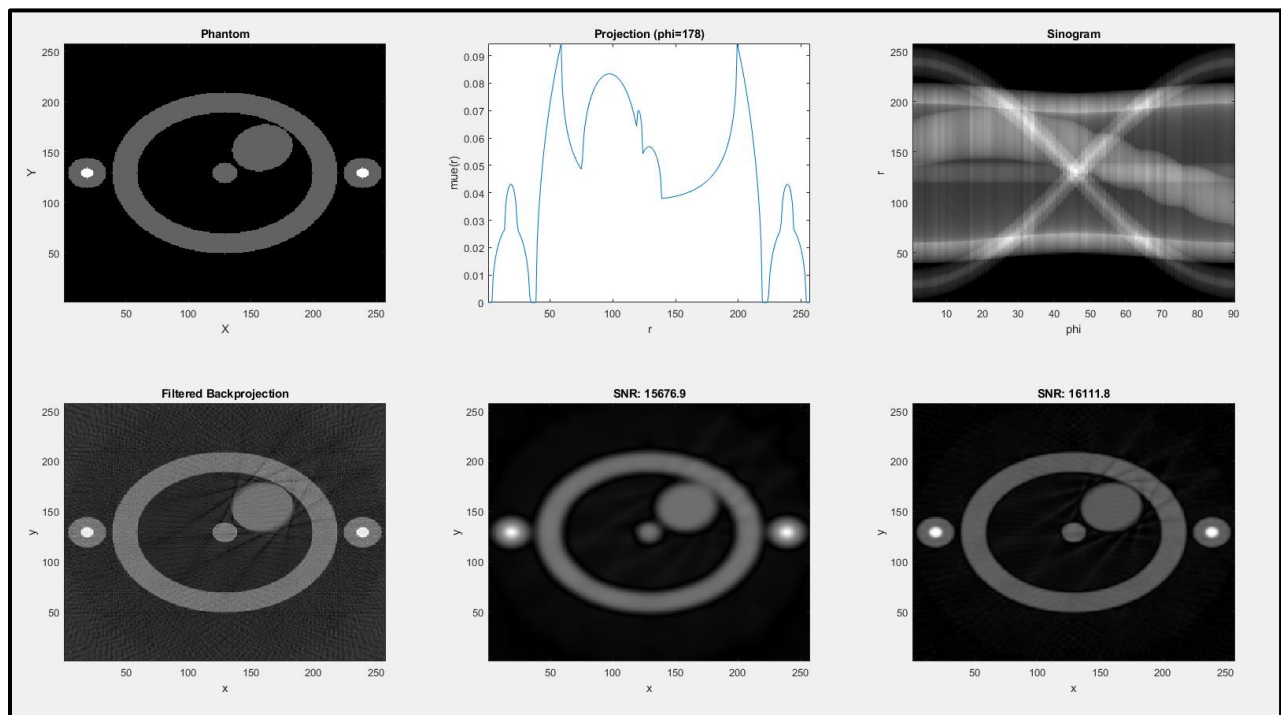 Phantom
250
200
150
100
50
Y
50 100 150 200 250
X
Projection (phi=178)
0.09
0.08
0.07
0.06
0.05
0.04
0.03
0.02
0.01
0
mue(r)
50 100 150 200 250
r
Sinogram
250
200
150
100
50
r
10 20 30 40 50 60 70 80 90
phi
Filtered Backprojection
250
200
150
100
50
y
50 100 150 200 250
x
SNR: 15676.9
250
200
150
100
50
y
50 100 150 200 250
x
SNR: 16111.8
250
200
150
100
50
y
50 100 150 200 250
x